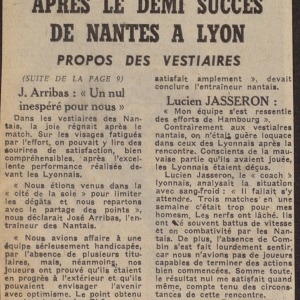 APRÈS LE DEMI SUCCÈS
DE NANTES A LYON
PROPOS DES VESTIAIRES
(SUITE DE LA PAGE 9)
J. Arribas : « Un nul
inespéré pour nous »
Dans les vestiaires des Nan-
tais, la joie régnait après le
match. Sur les visages fatigués
par l'effort, on pouvait y lire des
sourires de satisfaction, bien
compréhensibles, après l'excel-
lente performance réalisée de-
vant les Lyonnais.
« Nous étions venus dans la
« cité de la soie » pour limiter
les dégâts et nous repartons
avec le partage des points »,
nous déclarait José Arribas, l'en-
traîneur des Nantais.
« Nous avions affaire à une
équipe sérieusement handicapée,
par l'absence de plusieurs titu-
laires, mais, néanmoins, nos
joueurs ont prouvé qu'ils étaient
en progrès à l'extérieur et qu'ils
pouvaient envisager l'avenir
avec optimisme. Le point obtenu
satisfait amplement », devait
conclure l'entraîneur nantais.
Lucien JASSERON :
« Mon équipe s'est ressentie
des efforts de Hambourg »
Contrairement aux vestiaires
nantais, on n'était guère loquace
dans ceux des Lyonnais après la
rencontre. Conscients de la mau-
vaise partie qu'ils avaient jouée,
les Lyonnais étaient déçus.
Lucien Jasseron, le « coach »
lyonnais, analysait la situation
avec sang-froid : « Il fallait s'y
attendre. Trois matches en une
semaine c'était trop pour mes
hommes. Les nerfs ont lâché. Ils
se sont souvent battus de vitesse
et en combativité par les Nan-
tais. De plus, l'absence de Com-
bin s'est fait lourdement sentir,
car nous n'avions pas de joueurs
capables de terminer des actions
bien commencées. Somme toute,
le résultat nul me satisfait quand
même, compte tenu des circons-
tances de cette rencontre.